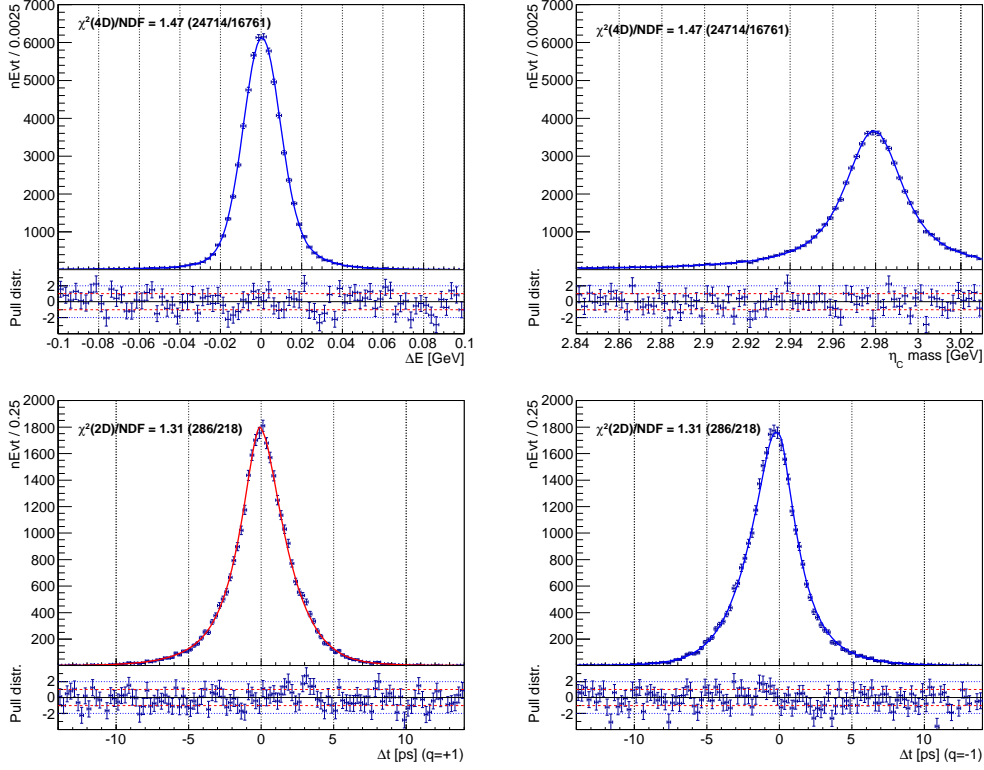 χ²(4D)/NDF = 1.47 (24714/16761)
nEvt / 0.0025
7000
6000
5000
4000
3000
2000
1000
Pull distr.
2
0
-2
-0.1 -0.08 -0.06 -0.04 -0.02 0 0.02 0.04 0.06 0.08 0.1
ΔE [GeV]
χ²(4D)/NDF = 1.47 (24714/16761)
nEvt / 0.0025
7000
6000
5000
4000
3000
2000
1000
Pull distr.
2
0
-2
2.84 2.86 2.88 2.9 2.92 2.94 2.96 2.98 3 3.02
η_C mass [GeV]
χ²(2D)/NDF = 1.31 (286/218)
nEvt / 0.25
2000
1800
1600
1400
1200
1000
800
600
400
200
Pull distr.
2
0
-2
-10 -5 0 5 10
Δt [ps] (q=+1)
χ²(2D)/NDF = 1.31 (286/218)
nEvt / 0.25
2000
1800
1600
1400
1200
1000
800
600
400
200
Pull distr.
2
0
-2
-10 -5 0 5 10
Δt [ps] (q=-1)